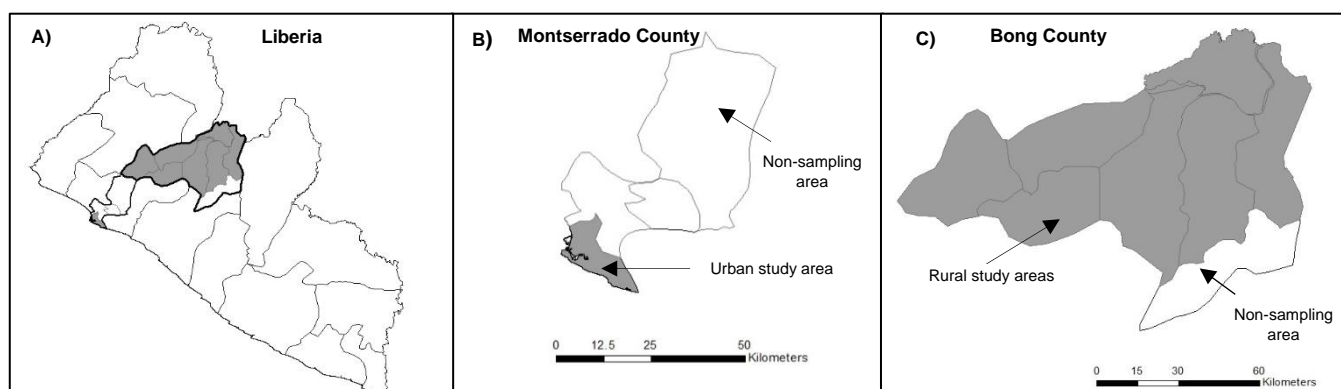 A)
Liberia
B)
Montserrado County
Non-sampling
area
Urban study area
0 12.5 25 50
Kilometers
C)
Bong County
Rural study areas
Non-sampling
area
0 15 30 60
Kilometers